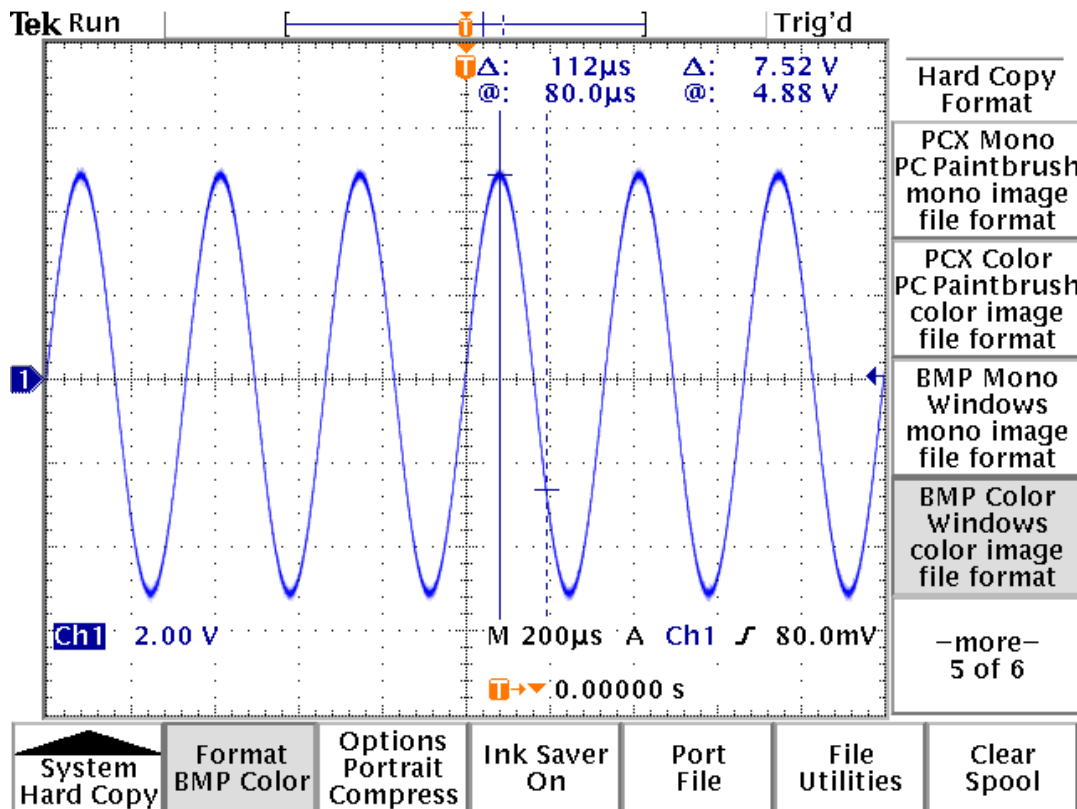 Tek Run Trig'd
T
T
Δ: 112µs Δ: 7.52 V
@: 80.0µs @: 4.88 V
1
Ch1 2.00 V M 200µs A Ch1 80.0mV
T 0.00000 s
Hard Copy
Format
PCX Mono
PC Paintbrush
mono image
file format
PCX Color
PC Paintbrush
color image
file format
BMP Mono
Windows
mono image
file format
BMP Color
Windows
color image
file format
–more–
5 of 6
System
Hard Copy
Format
BMP Color
Options
Portrait
Compress
Ink Saver
On
Port
File
File
Utilities
Clear
Spool